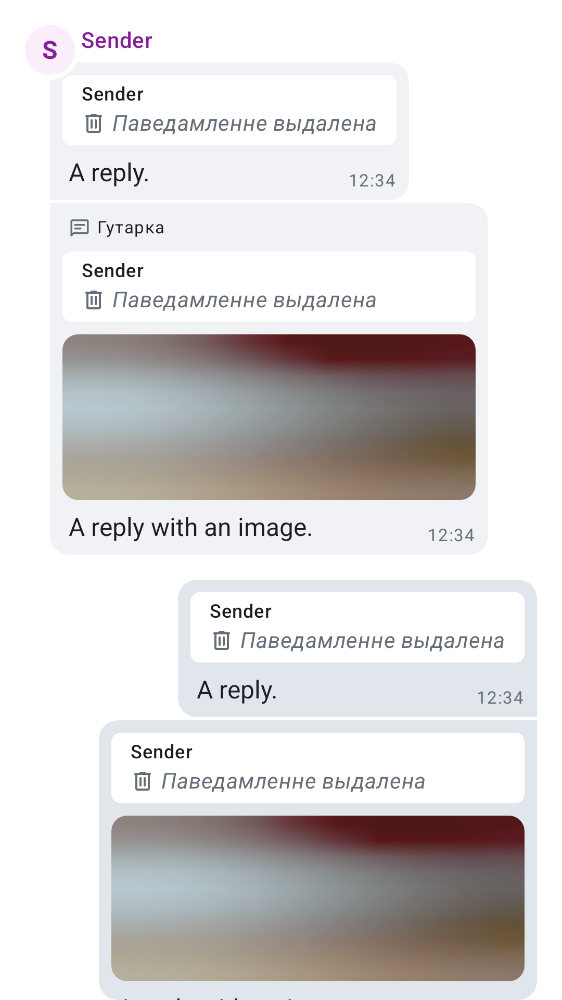 S
Sender
Sender
Паведамленне выдалена
A reply.
12:34
Гутарка
Sender
Паведамленне выдалена
A reply with an image.
12:34
Sender
Паведамленне выдалена
A reply.
12:34
Sender
Паведамленне выдалена